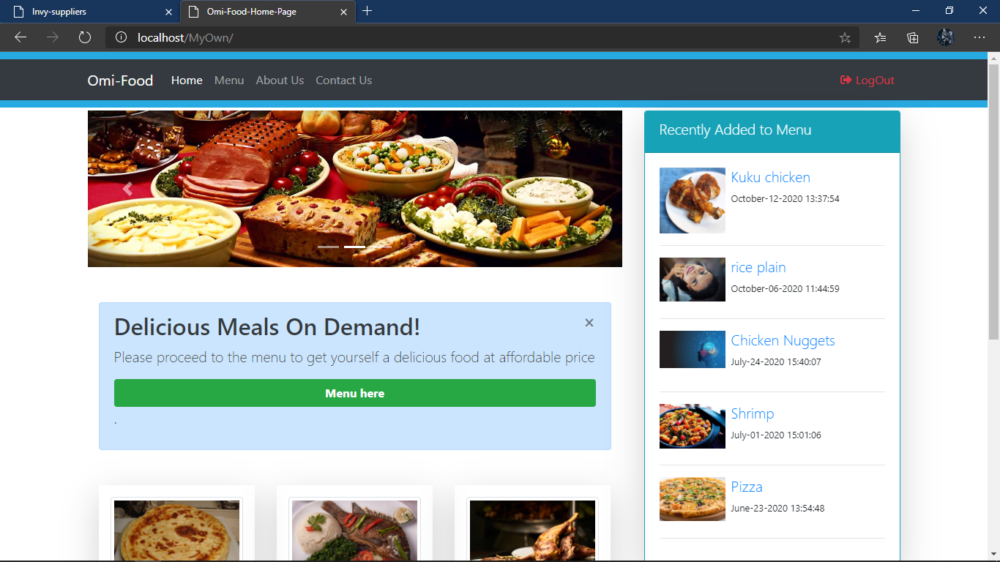 Invy-suppliers
Omi-Food-Home-Page
localhost/MyOwn/
Omi-Food Home Menu About Us Contact Us LogOut
Recently Added to Menu
Kuku chicken
October-12-2020 13:37:54
rice plain
October-06-2020 11:44:59
Chicken Nuggets
July-24-2020 15:40:07
Shrimp
July-01-2020 15:01:06
Pizza
June-23-2020 13:54:48
Delicious Meals On Demand!
Please proceed to the menu to get yourself a delicious food at affordable price
Menu here
.